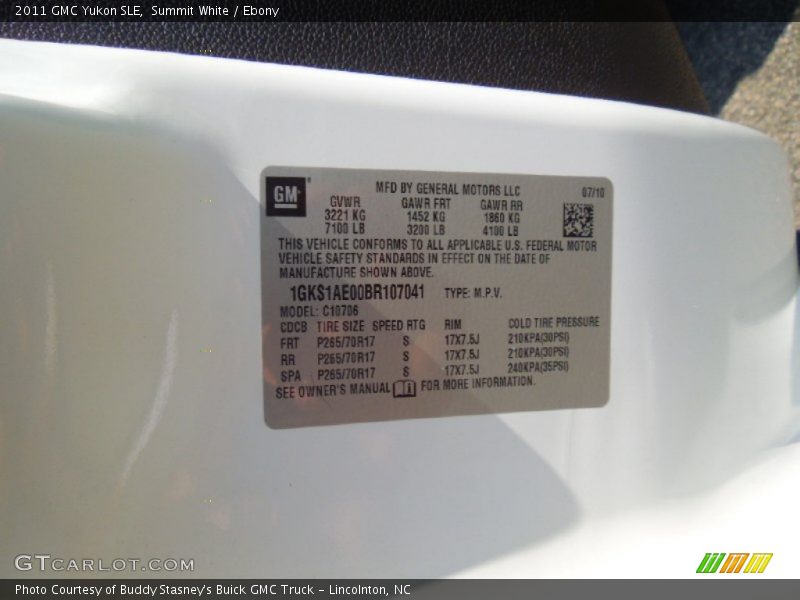 2011 GMC Yukon SLE, Summit White / Ebony
GM
MFD BY GENERAL MOTORS LLC 07/10
GVWR GAWR FRT GAWR RR
3221 KG 1452 KG 1860 KG
7100 LB 3200 LB 4100 LB
THIS VEHICLE CONFORMS TO ALL APPLICABLE U.S. FEDERAL MOTOR
VEHICLE SAFETY STANDARDS IN EFFECT ON THE DATE OF
MANUFACTURE SHOWN ABOVE.
1GKS1AE00BR107041 TYPE: M.P.V.
MODEL: C10706
CDCB TIRE SIZE SPEED RTG RIM COLD TIRE PRESSURE
FRT P265/70R17 S 17X7.5J 210KPA(30PSI)
RR P265/70R17 S 17X7.5J 210KPA(30PSI)
SPA P265/70R17 S 17X7.5J 240KPA(35PSI)
SEE OWNER'S MANUAL FOR MORE INFORMATION.
GTCARLOT.COM
Photo Courtesy of Buddy Stasney's Buick GMC Truck - Lincolnton, NC